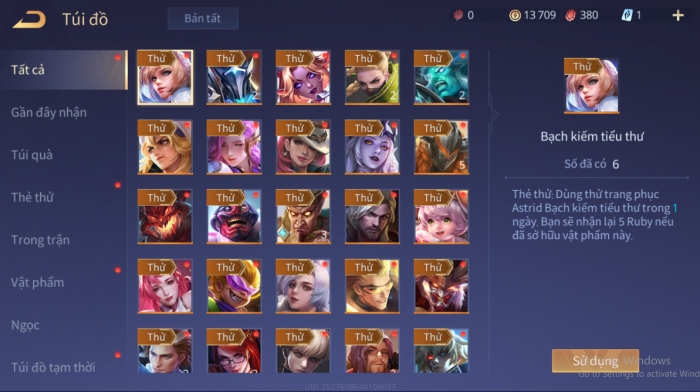 Túi đồ
Bán tất
0
13 709
380
1
Tất cả
Gần đây nhận
Túi quà
Thẻ thử
Trong trận
Vật phẩm
Ngọc
Túi đồ tạm thời
Thử Thử Thử Thử Thử
2 2
Thử Thử Thử Thử Thử
5
Thử Thử Thử Thử Thử
3
Thử Thử Thử Thử Thử
Thử Thử Thử Thử Thử
Thử
Bạch kiếm tiểu thư
Số đã có 6
Thẻ thử: Dùng thử trang phục
Astrid Bạch kiếm tiểu thư trong 1
ngày. Bạn sẽ nhận lại 5 Ruby nếu
đã sở hữu vật phẩm này.
Sử dụng
Windows
Go to Settings to activate Wind